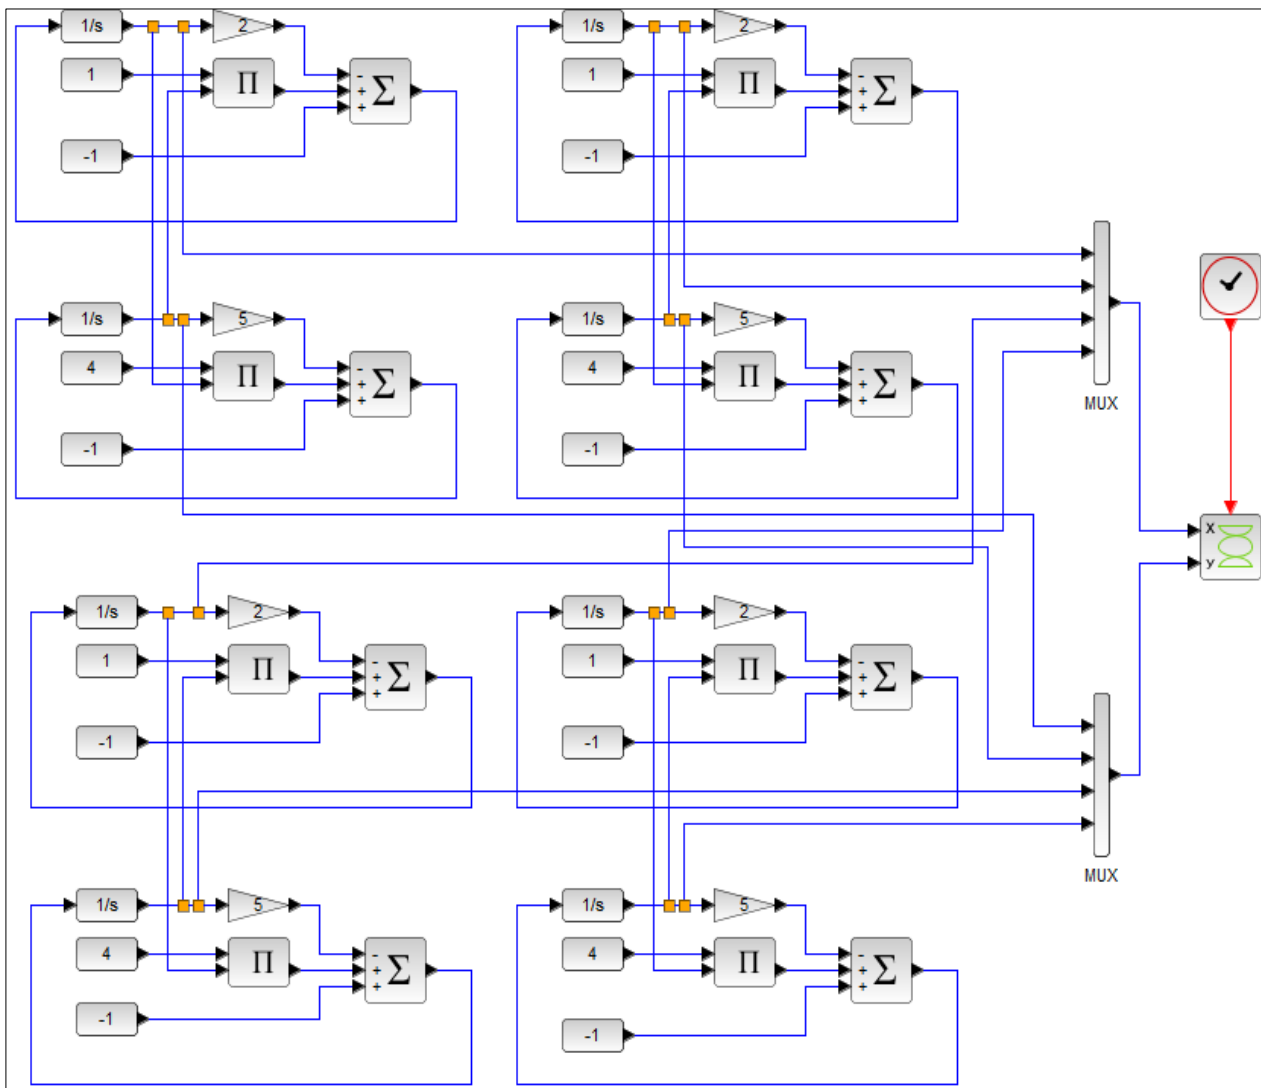 1/s 2 1/s 2
1 Π - + + Σ 1 Π - + + Σ
-1 -1
1/s 5 1/s 5
4 Π - + + Σ 4 Π - + + Σ
MUX
-1 -1
x
y
1/s 2 1/s 2
1 Π - + + Σ 1 Π - + + Σ
-1 -1
MUX
1/s 5 1/s 5
4 Π - + + Σ 4 Π - + + Σ
-1 -1